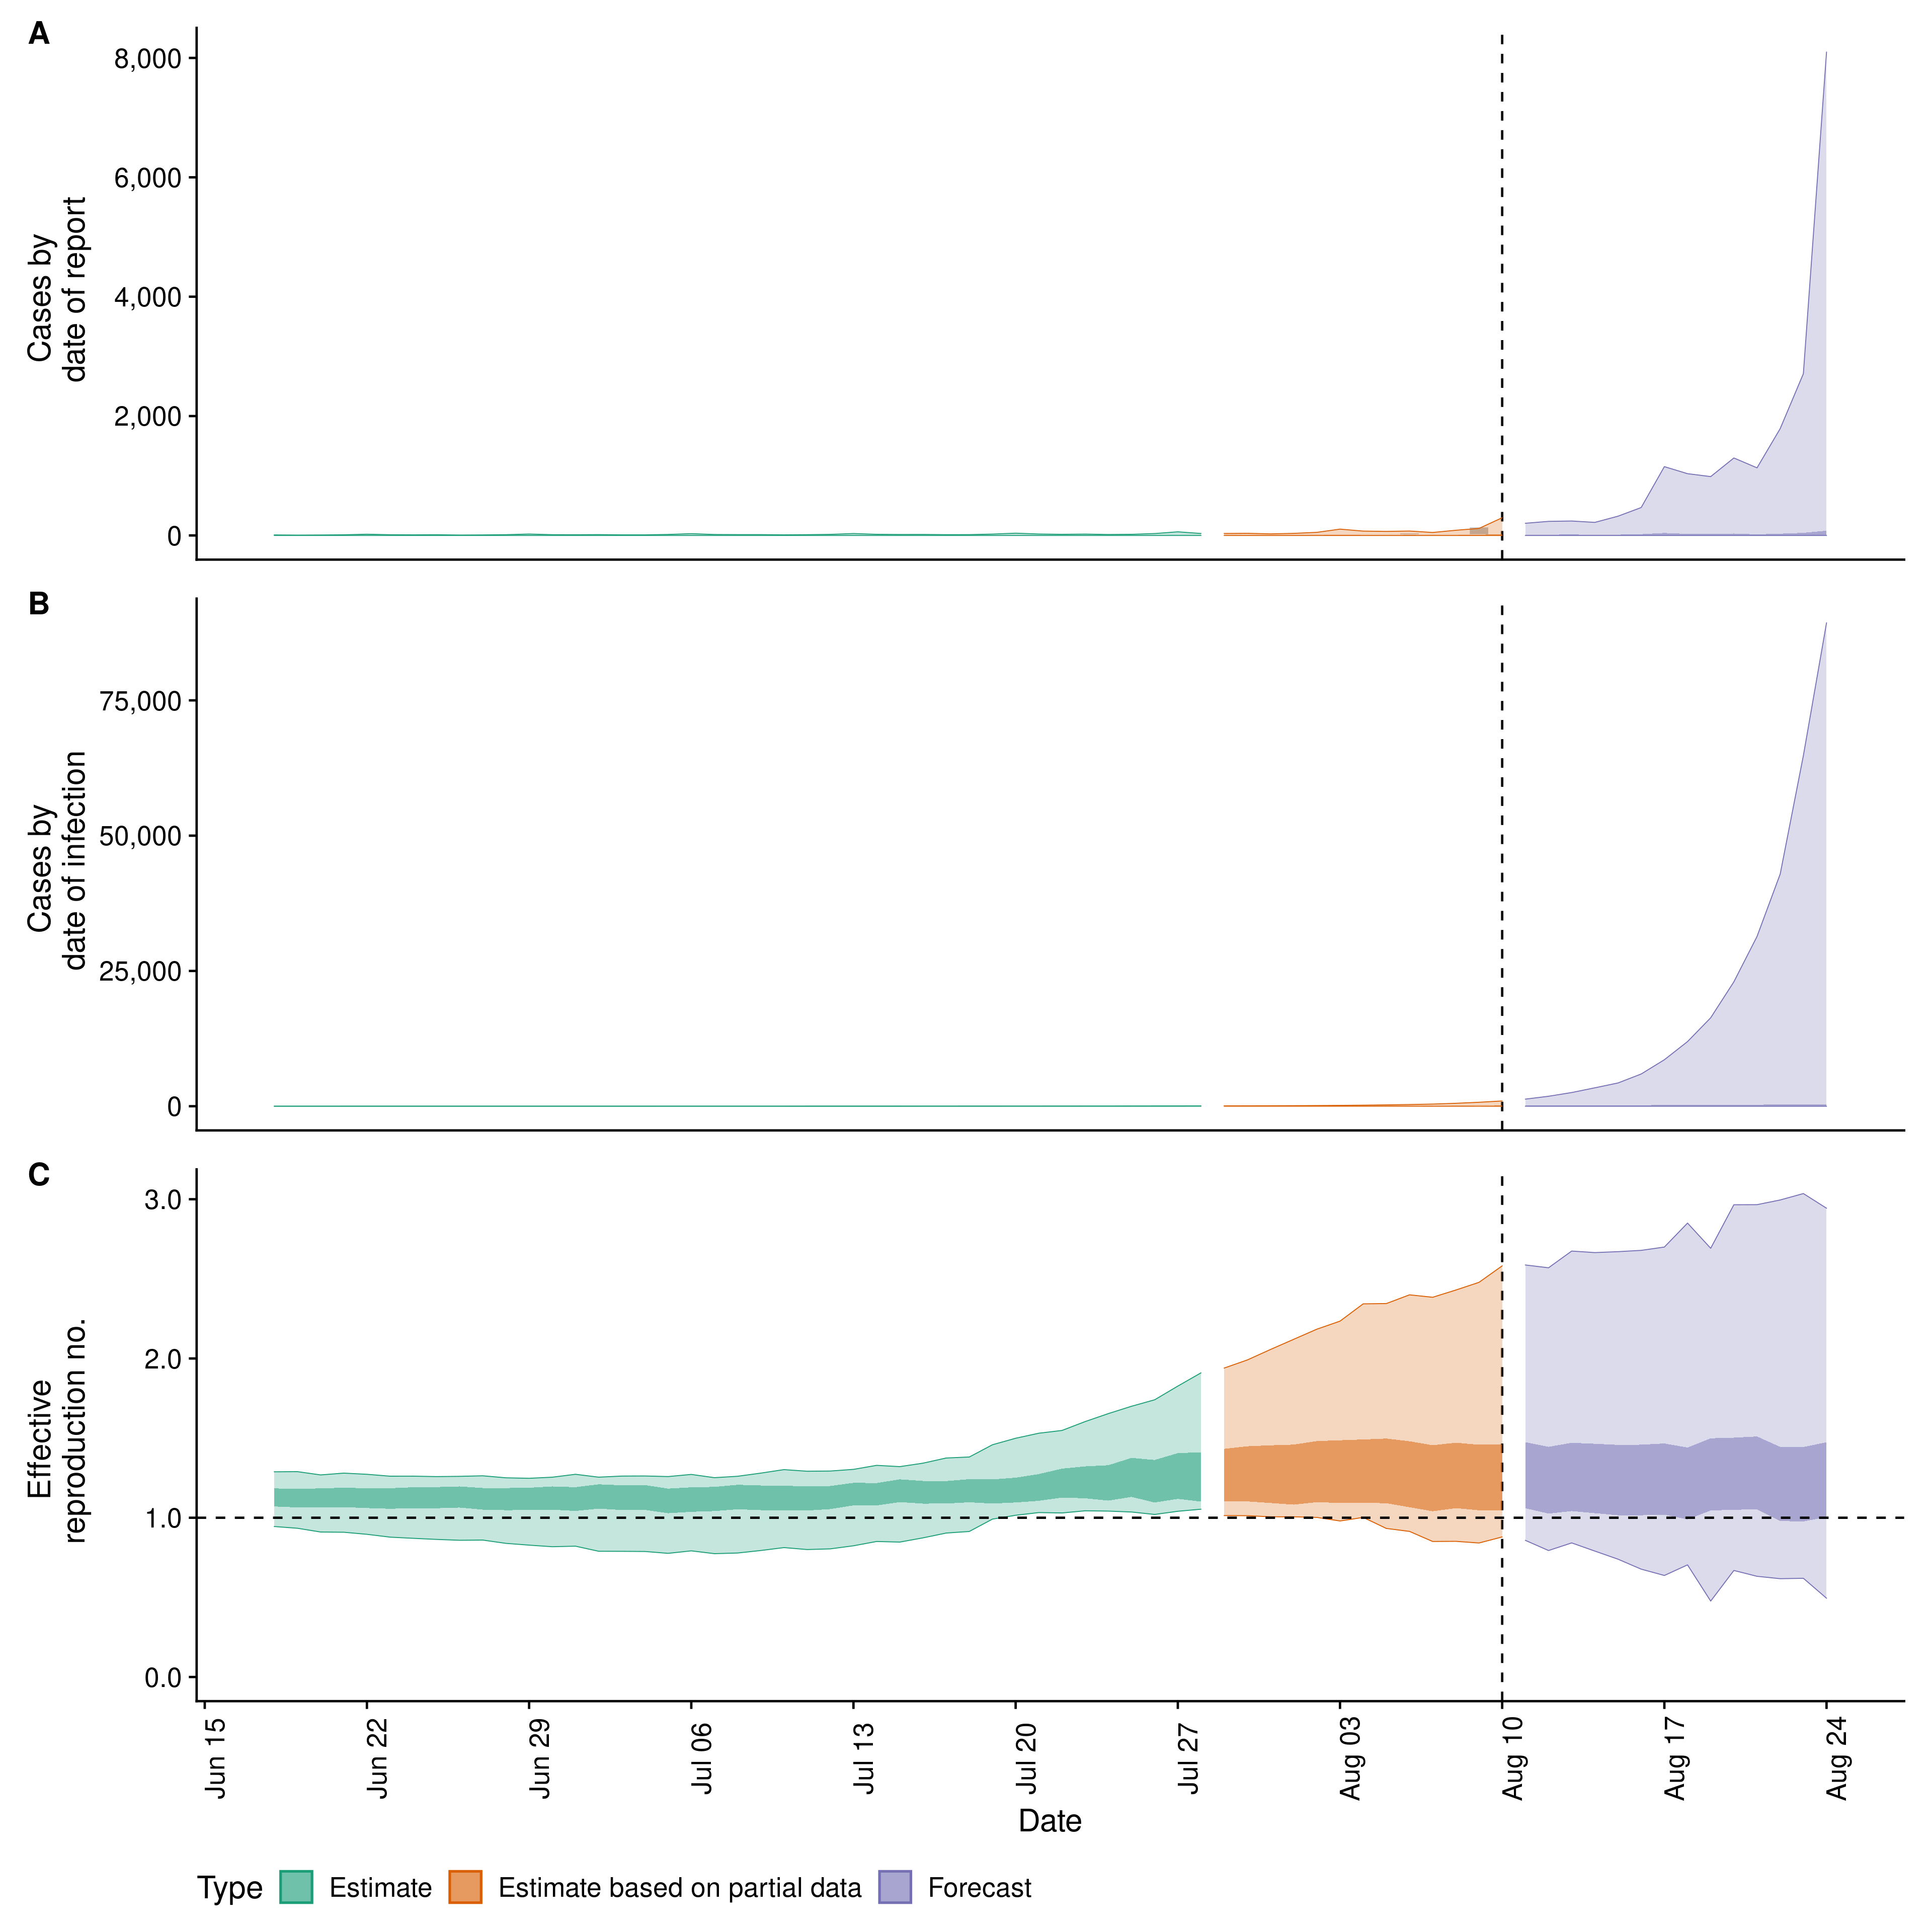 A
8,000
6,000
4,000
2,000
0
Cases by
date of report
B
75,000
50,000
25,000
0
Cases by
date of infection
C
3.0
2.0
1.0
0.0
Effective
reproduction no.
Jun 15
Jun 22
Jun 29
Jul 06
Jul 13
Jul 20
Jul 27
Aug 03
Aug 10
Aug 17
Aug 24
Date
Type Estimate Estimate based on partial data Forecast